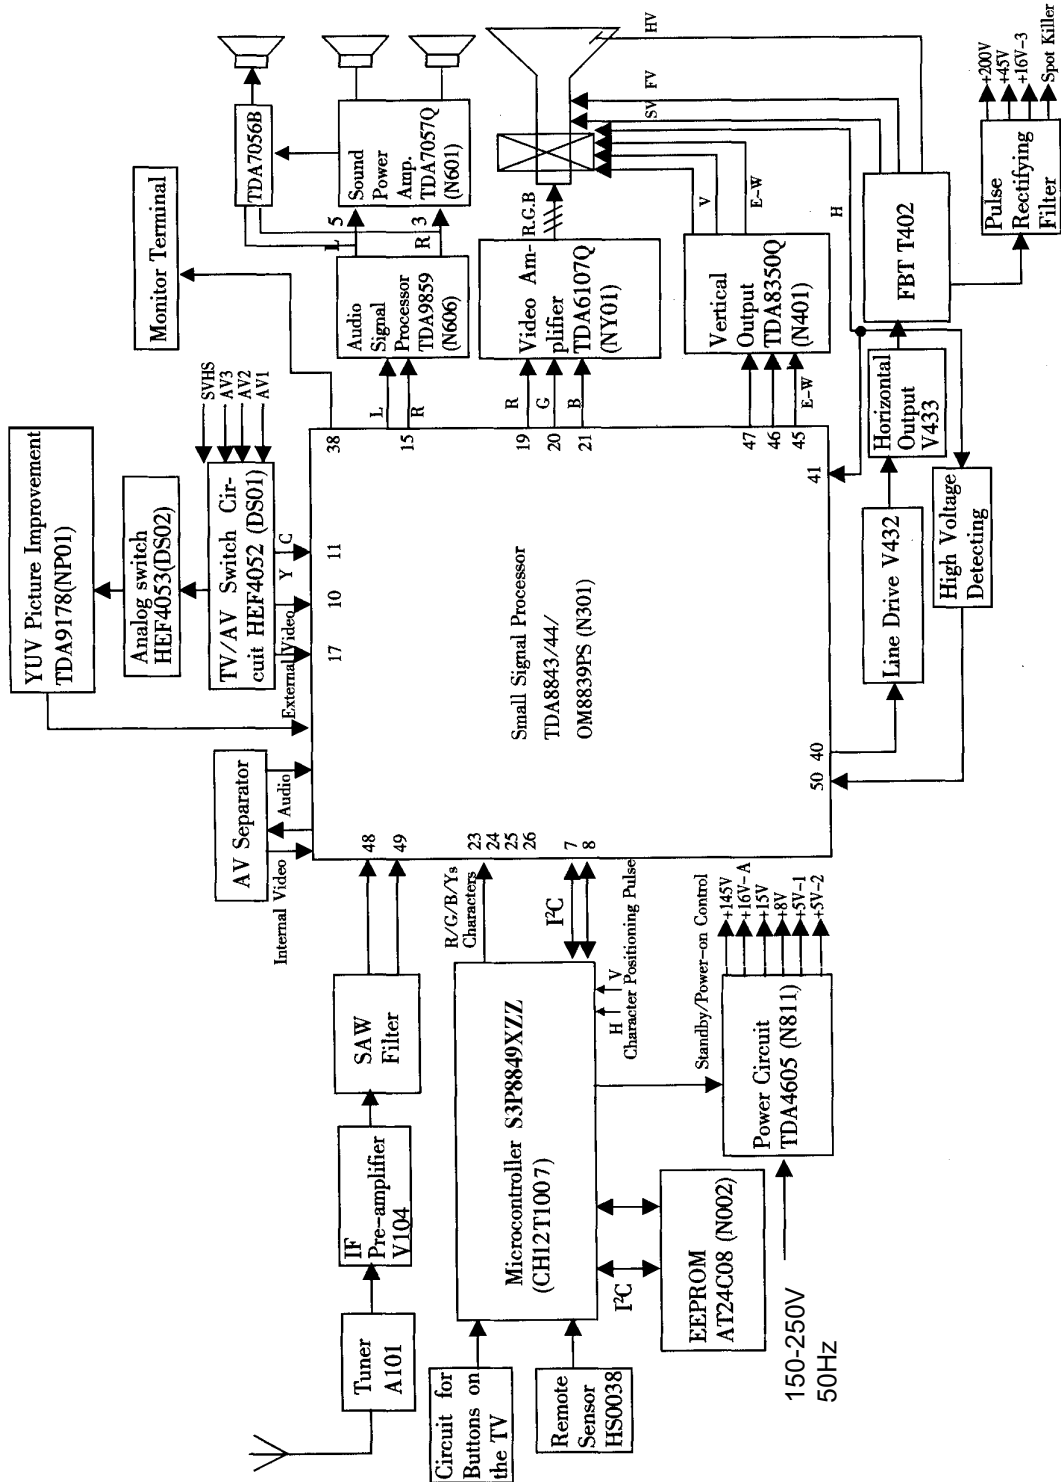 YUV Picture Improvement
TDA9178(NP01)
Analog switch
HEF4053(DS02)
TV/AV Switch Cir-
cuit HEF4052 (DS01)
SVHS
AV3
AV2
AV1
Monitor Terminal
TDA7056B
Sound
Power
Amp.
TDA7057Q
(N601)
L
5
R
3
Audio
Signal
Processor
TDA9859
(N606)
L
R
Video Am-
plifier
TDA6107Q
(NY01)
R.G.B
R
G
B
Vertical
Output
TDA8350Q
(N401)
V
E-W
E-W
SV
FV
HV
H
FBT T402
Pulse
Rectifying
Filter
+200V
+45V
+16V-3
Spot Killer
Horizontal
Output
V433
Line Drive V432
High Voltage
Detecting
AV Separator
Internal Video
Audio
External Video
Y
C
17
10
11
38
15
19
20
21
47
46
45
41
40
50
48
49
23
24
25
26
7
8
Small Signal Processor
TDA8843/44/
OM8839PS (N301)
Tuner
A101
IF
Pre-amplifier
V104
SAW
Filter
Circuit for
Buttons on
the TV
Remote
Sensor
HS0038
Microcontroller S3P8849XZZ
(CH12T1007)
R/G/B/Ys
Characters
I²C
H
V
Character Positioning Pulse
I²C
EEPROM
AT24C08 (N002)
Standby/Power-on Control
Power Circuit
TDA4605 (N811)
+145V
+16V-A
+15V
+8V
+5V-1
+5V-2
150-250V
50Hz